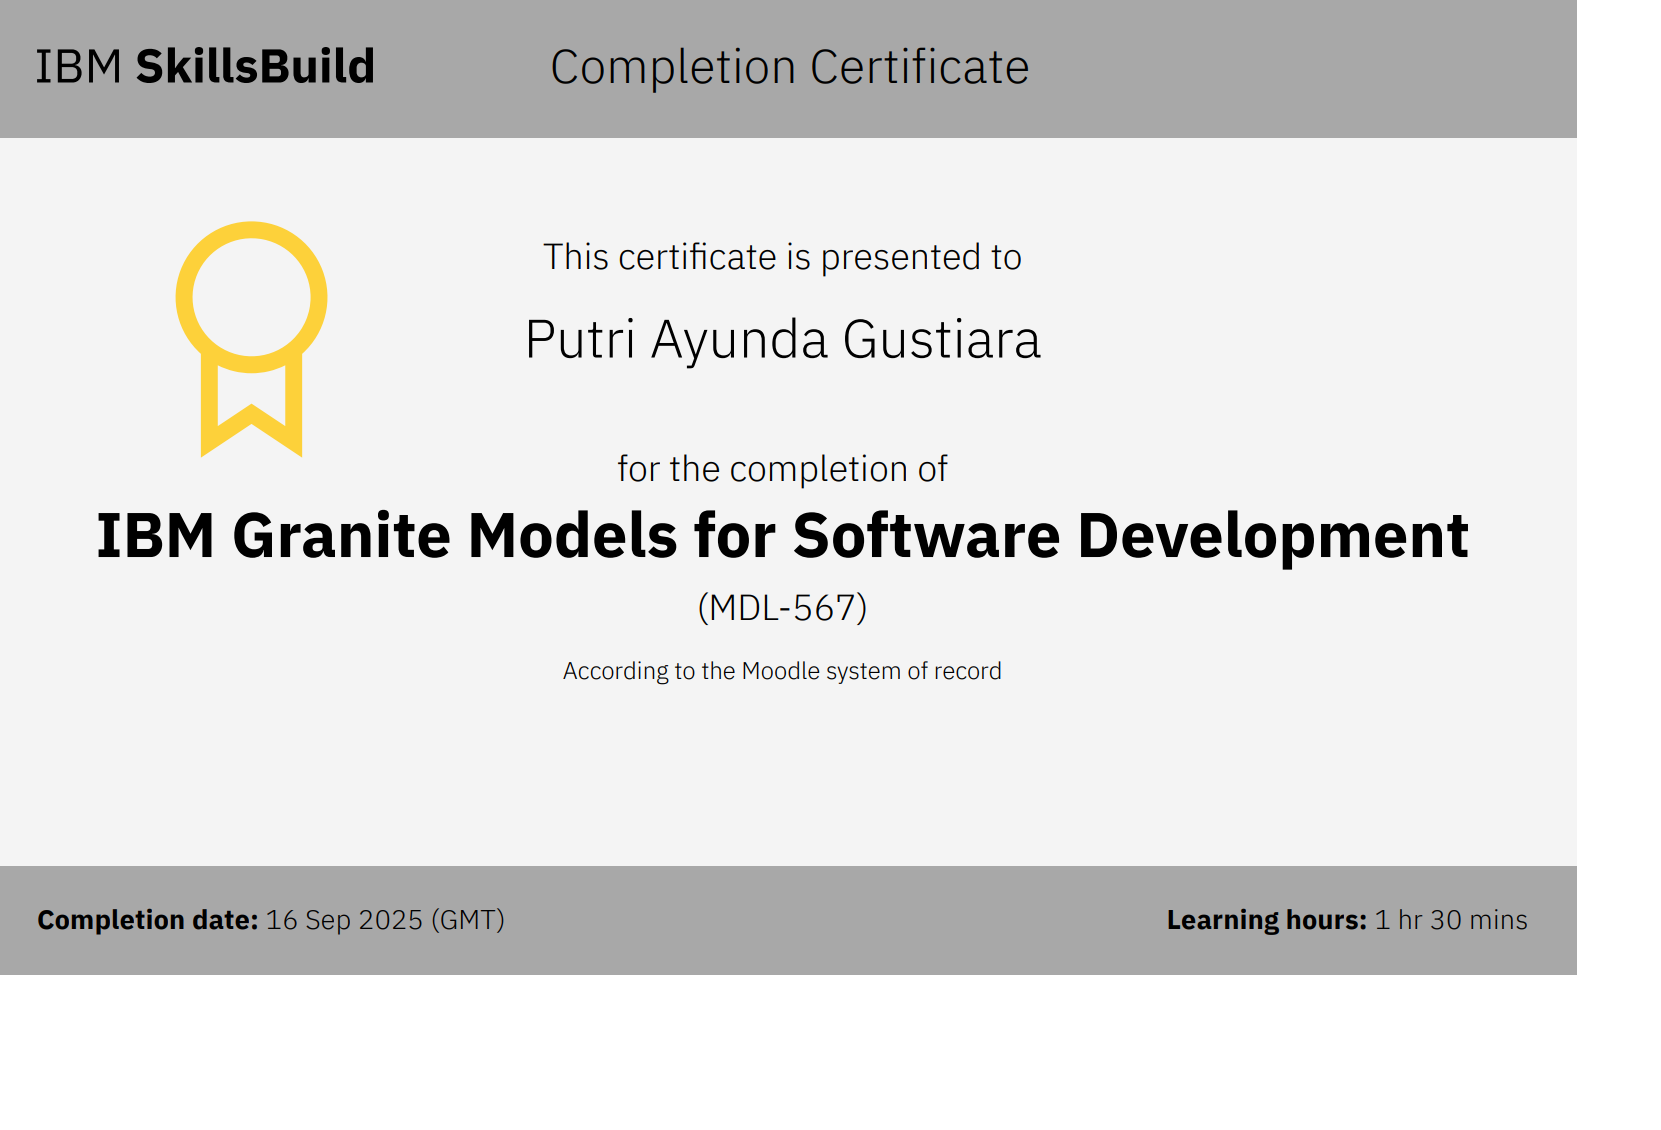 IBM SkillsBuild
Completion Certificate
This certificate is presented to
Putri Ayunda Gustiara
for the completion of
IBM Granite Models for Software Development
(MDL-567)
According to the Moodle system of record
Completion date: 16 Sep 2025 (GMT)
Learning hours: 1 hr 30 mins